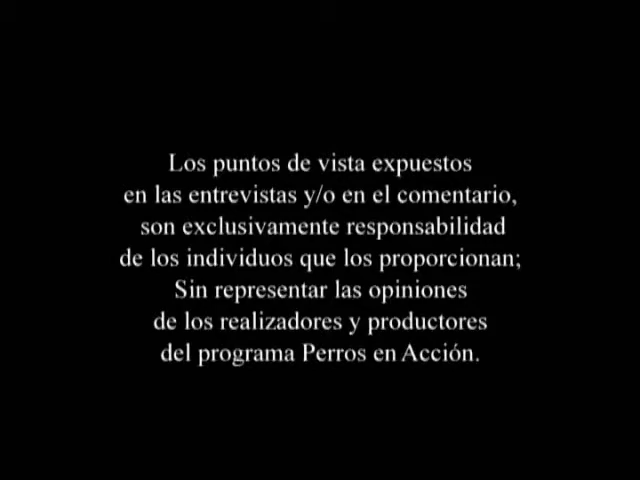 Los puntos de vista expuestos
en las entrevistas y/o en el comentario,
son exclusivamente responsabilidad
de los individuos que los proporcionan;
Sin representar las opiniones
de los realizadores y productores
del programa Perros en Acción.